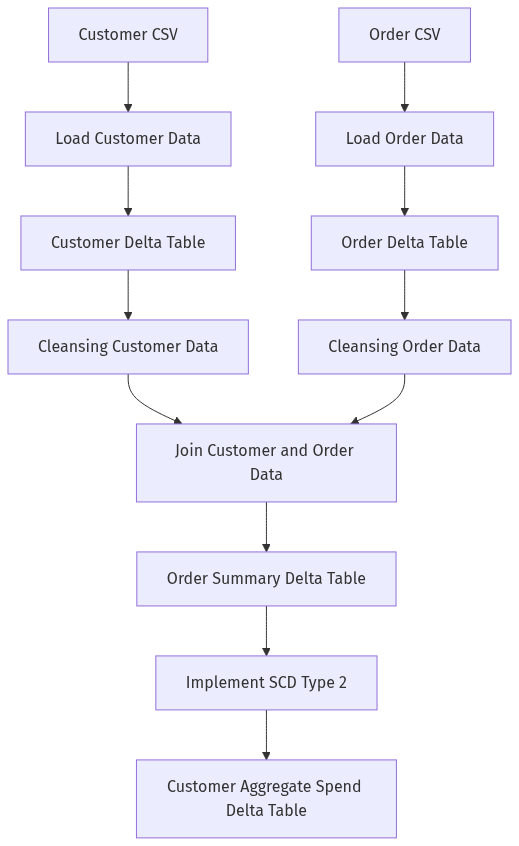 Customer CSV
Order CSV
Load Customer Data
Load Order Data
Customer Delta Table
Order Delta Table
Cleansing Customer Data
Cleansing Order Data
Join Customer and Order
Data
Order Summary Delta Table
Implement SCD Type 2
Customer Aggregate Spend
Delta Table